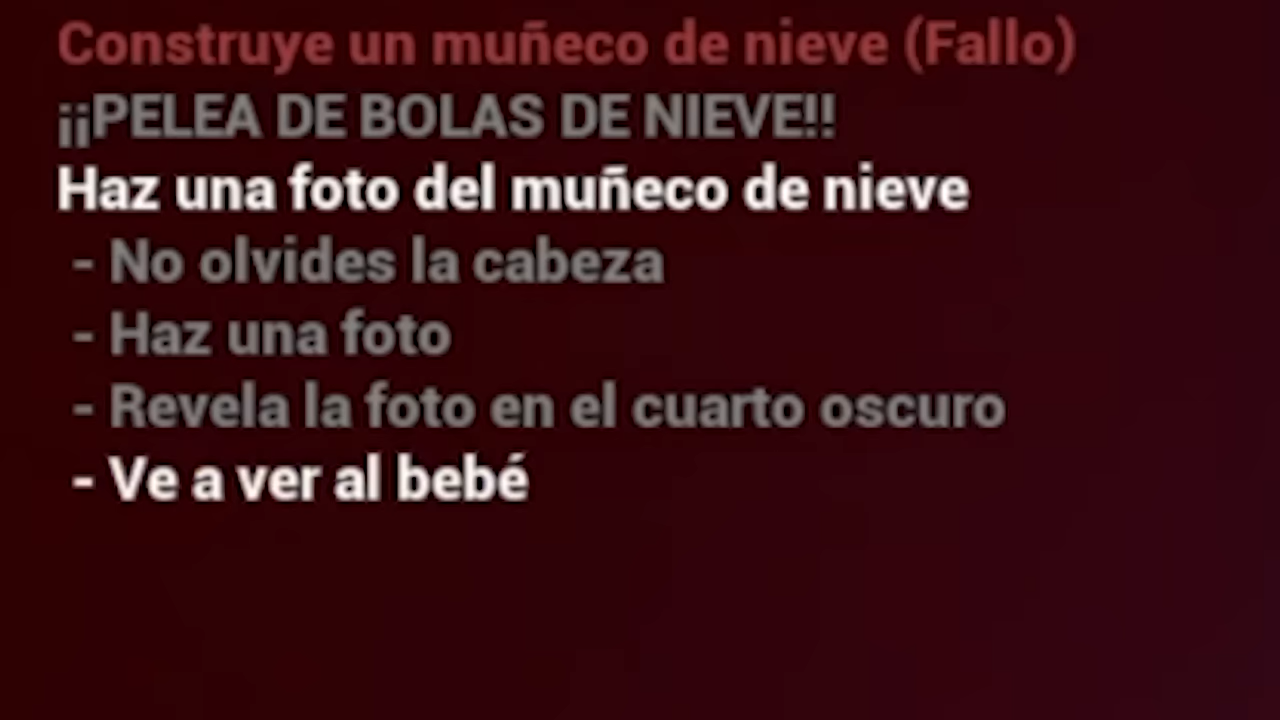 Construye un muñeco de nieve (Fallo)
¡¡PELEA DE BOLAS DE NIEVE!!
Haz una foto del muñeco de nieve
- No olvides la cabeza
- Haz una foto
- Revela la foto en el cuarto oscuro
- Ve a ver al bebé